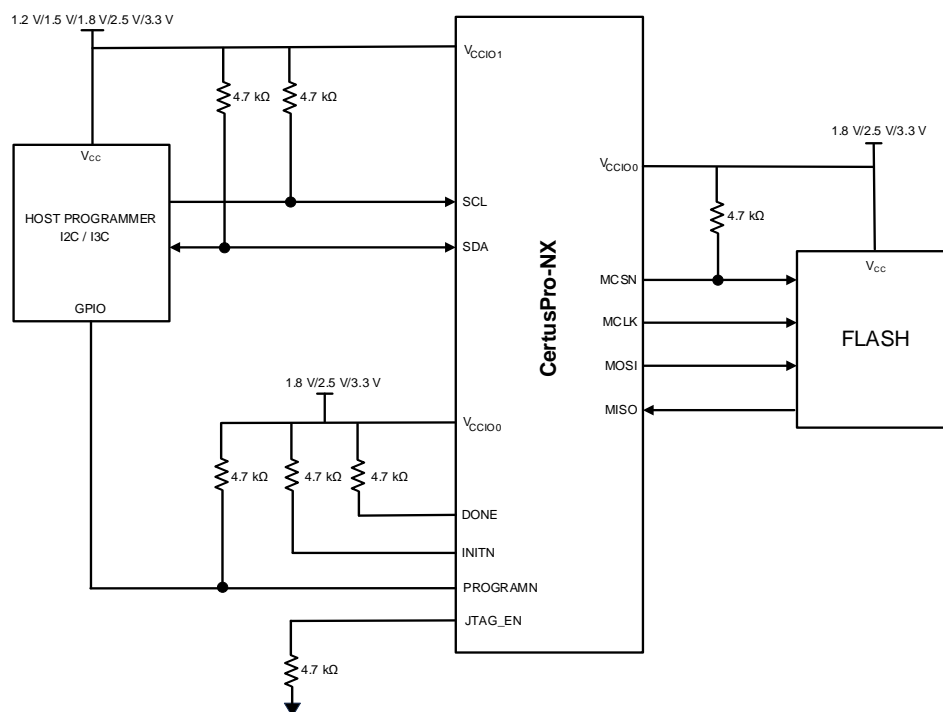 1.2 V/1.5 V/1.8 V/2.5 V/3.3 V
VCCIO1
4.7 kΩ
4.7 kΩ
VCC
HOST PROGRAMMER
I2C / I3C
GPIO
SCL
SDA
CertusPro-NX
1.8 V/2.5 V/3.3 V
VCCIO0
4.7 kΩ
VCC
MCSN
MCLK
MOSI
MISO
FLASH
1.8 V/2.5 V/3.3 V
VCCIO0
4.7 kΩ
4.7 kΩ
4.7 kΩ
DONE
INITN
PROGRAMN
JTAG_EN
4.7 kΩ